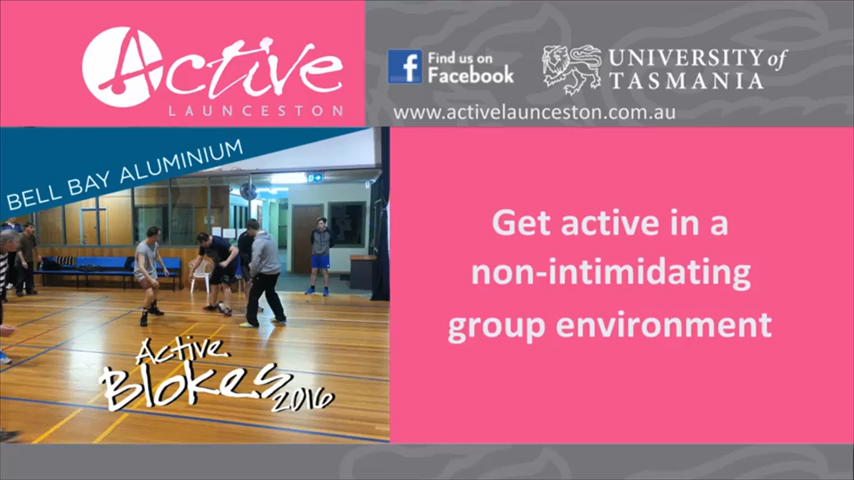 Active
LAUNCESTON
f Find us on
Facebook
UNIVERSITY of
TASMANIA
www.activelaunceston.com.au
BELL BAY ALUMINIUM
Get active in a
non-intimidating
group environment
Active
Blokes 2016